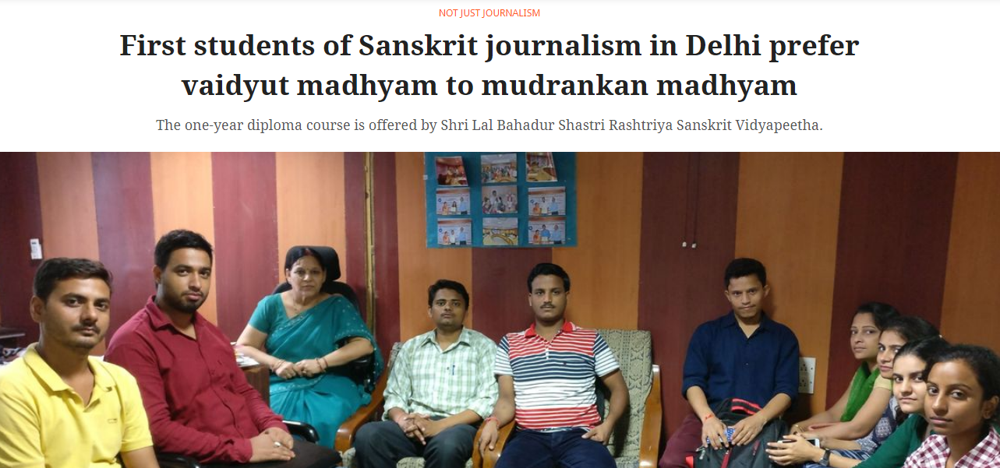 NOT JUST JOURNALISM
First students of Sanskrit journalism in Delhi prefer
vaidyut madhyam to mudrankan madhyam
The one-year diploma course is offered by Shri Lal Bahadur Shastri Rashtriya Sanskrit Vidyapeetha.